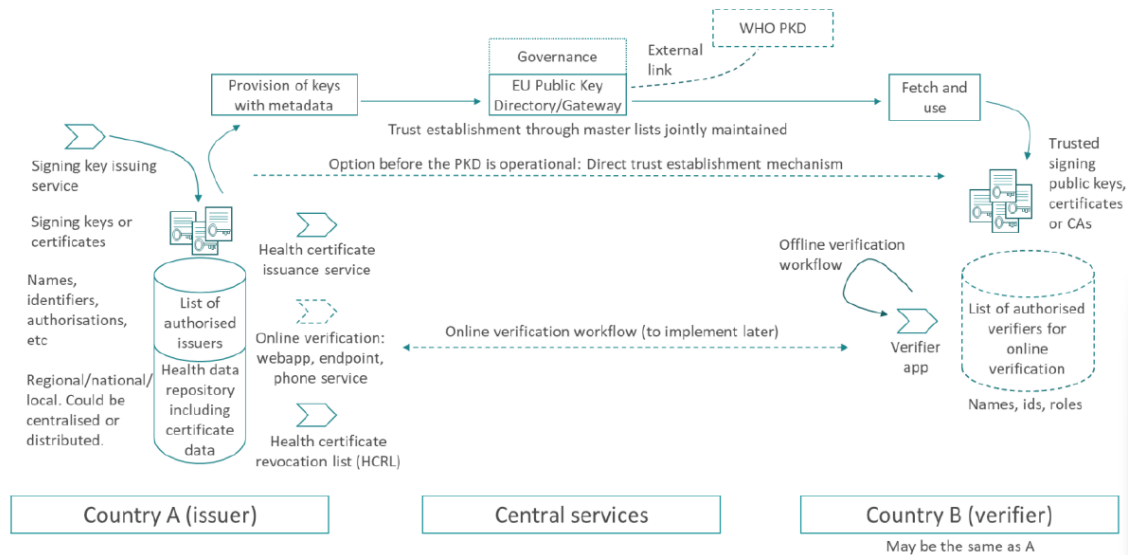 WHO PKD
Governance
External
link
Provision of keys
with metadata
EU Public Key
Directory/Gateway
Fetch and
use
Trust establishment through master lists jointly maintained
Signing key issuing
service
Option before the PKD is operational: Direct trust establishment mechanism
Trusted
signing
public keys,
certificates
or CAs
Signing keys or
certificates
Health certificate
issuance service
Offline verification
workflow
Names,
identifiers,
authorisations,
etc
List of
authorised
issuers
Online verification:
webapp, endpoint,
phone service
Online verification workflow (to implement later)
Verifier
app
List of authorised
verifiers for
online
verification
Names, ids, roles
Regional/national/
local. Could be
centralised or
distributed.
Health data
repository
including
certificate
data
Health certificate
revocation list (HCRL)
Country A (issuer)
Central services
Country B (verifier)
May be the same as A